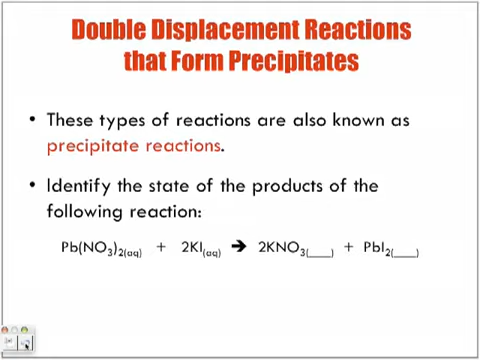 Double Displacement Reactions
that Form Precipitates
• These types of reactions are also known as
precipitate reactions.
• Identify the state of the products of the
following reaction:
Pb(NO₃)₂(aq) + 2KI(aq) → 2KNO₃(___) + PbI₂(___)